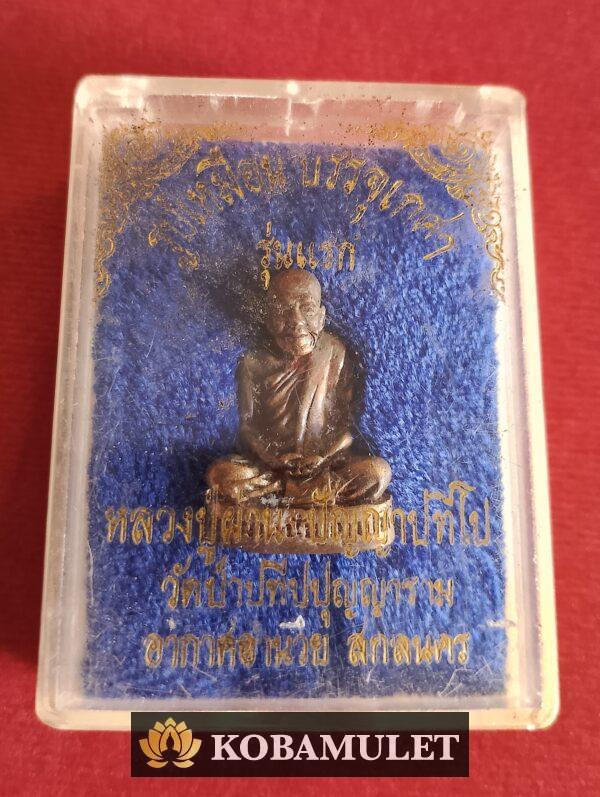 รูปเหมือน บรรจุเกศา
รุ่นแรก
หลวงปู่ผ่าน ปัญญาปทีโป
วัดป่าปทีปปุญญาราม
อากาศอำนวย สกลนคร
KOBAMULET